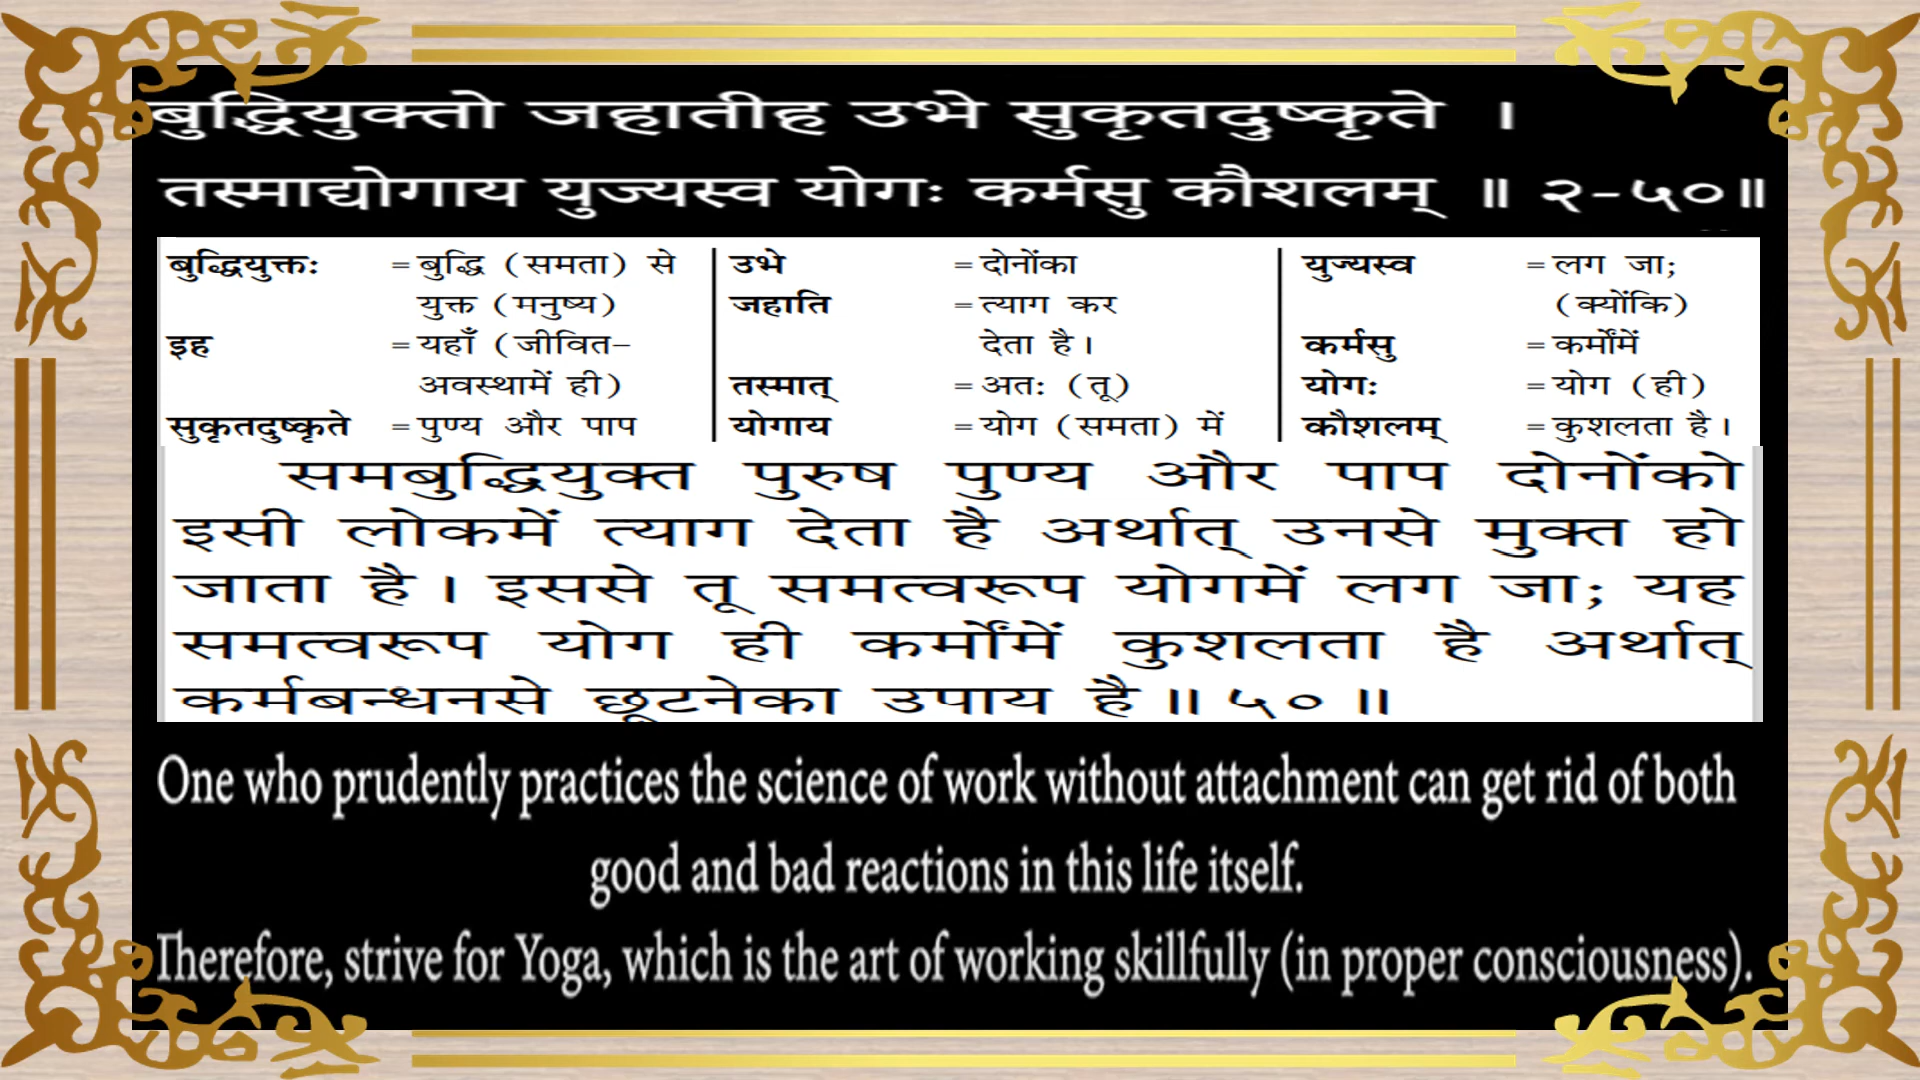 बुद्धियुक्तो जहातीह उभे सुकृतदुष्कृते ।
तस्माद्योगाय युज्यस्व योगः कर्मसु कौशलम् ॥ २-५० ॥
बुद्धियुक्तः = बुद्धि (समता) से
युक्त (मनुष्य)
इह = यहाँ (जीवित–
अवस्थामें ही)
सुकृतदुष्कृते = पुण्य और पाप
उभे = दोनोंका
जहाति = त्याग कर
देता है।
तस्मात् = अतः (तू)
योगाय = योग (समता) में
युज्यस्व = लग जा;
(क्योंकि)
कर्मसु = कर्मोंमें
योगः = योग (ही)
कौशलम् = कुशलता है।
समबुद्धियुक्त पुरुष पुण्य और पाप दोनोंको
इसी लोकमें त्याग देता है अर्थात् उनसे मुक्त हो
जाता है। इससे तू समत्वरूप योगमें लग जा; यह
समत्वरूप योग ही कर्मोंमें कुशलता है अर्थात्
कर्मबन्धनसे छूटनेका उपाय है॥ ५० ॥
One who prudently practices the science of work without attachment can get rid of both
good and bad reactions in this life itself.
Therefore, strive for Yoga, which is the art of working skillfully (in proper consciousness).